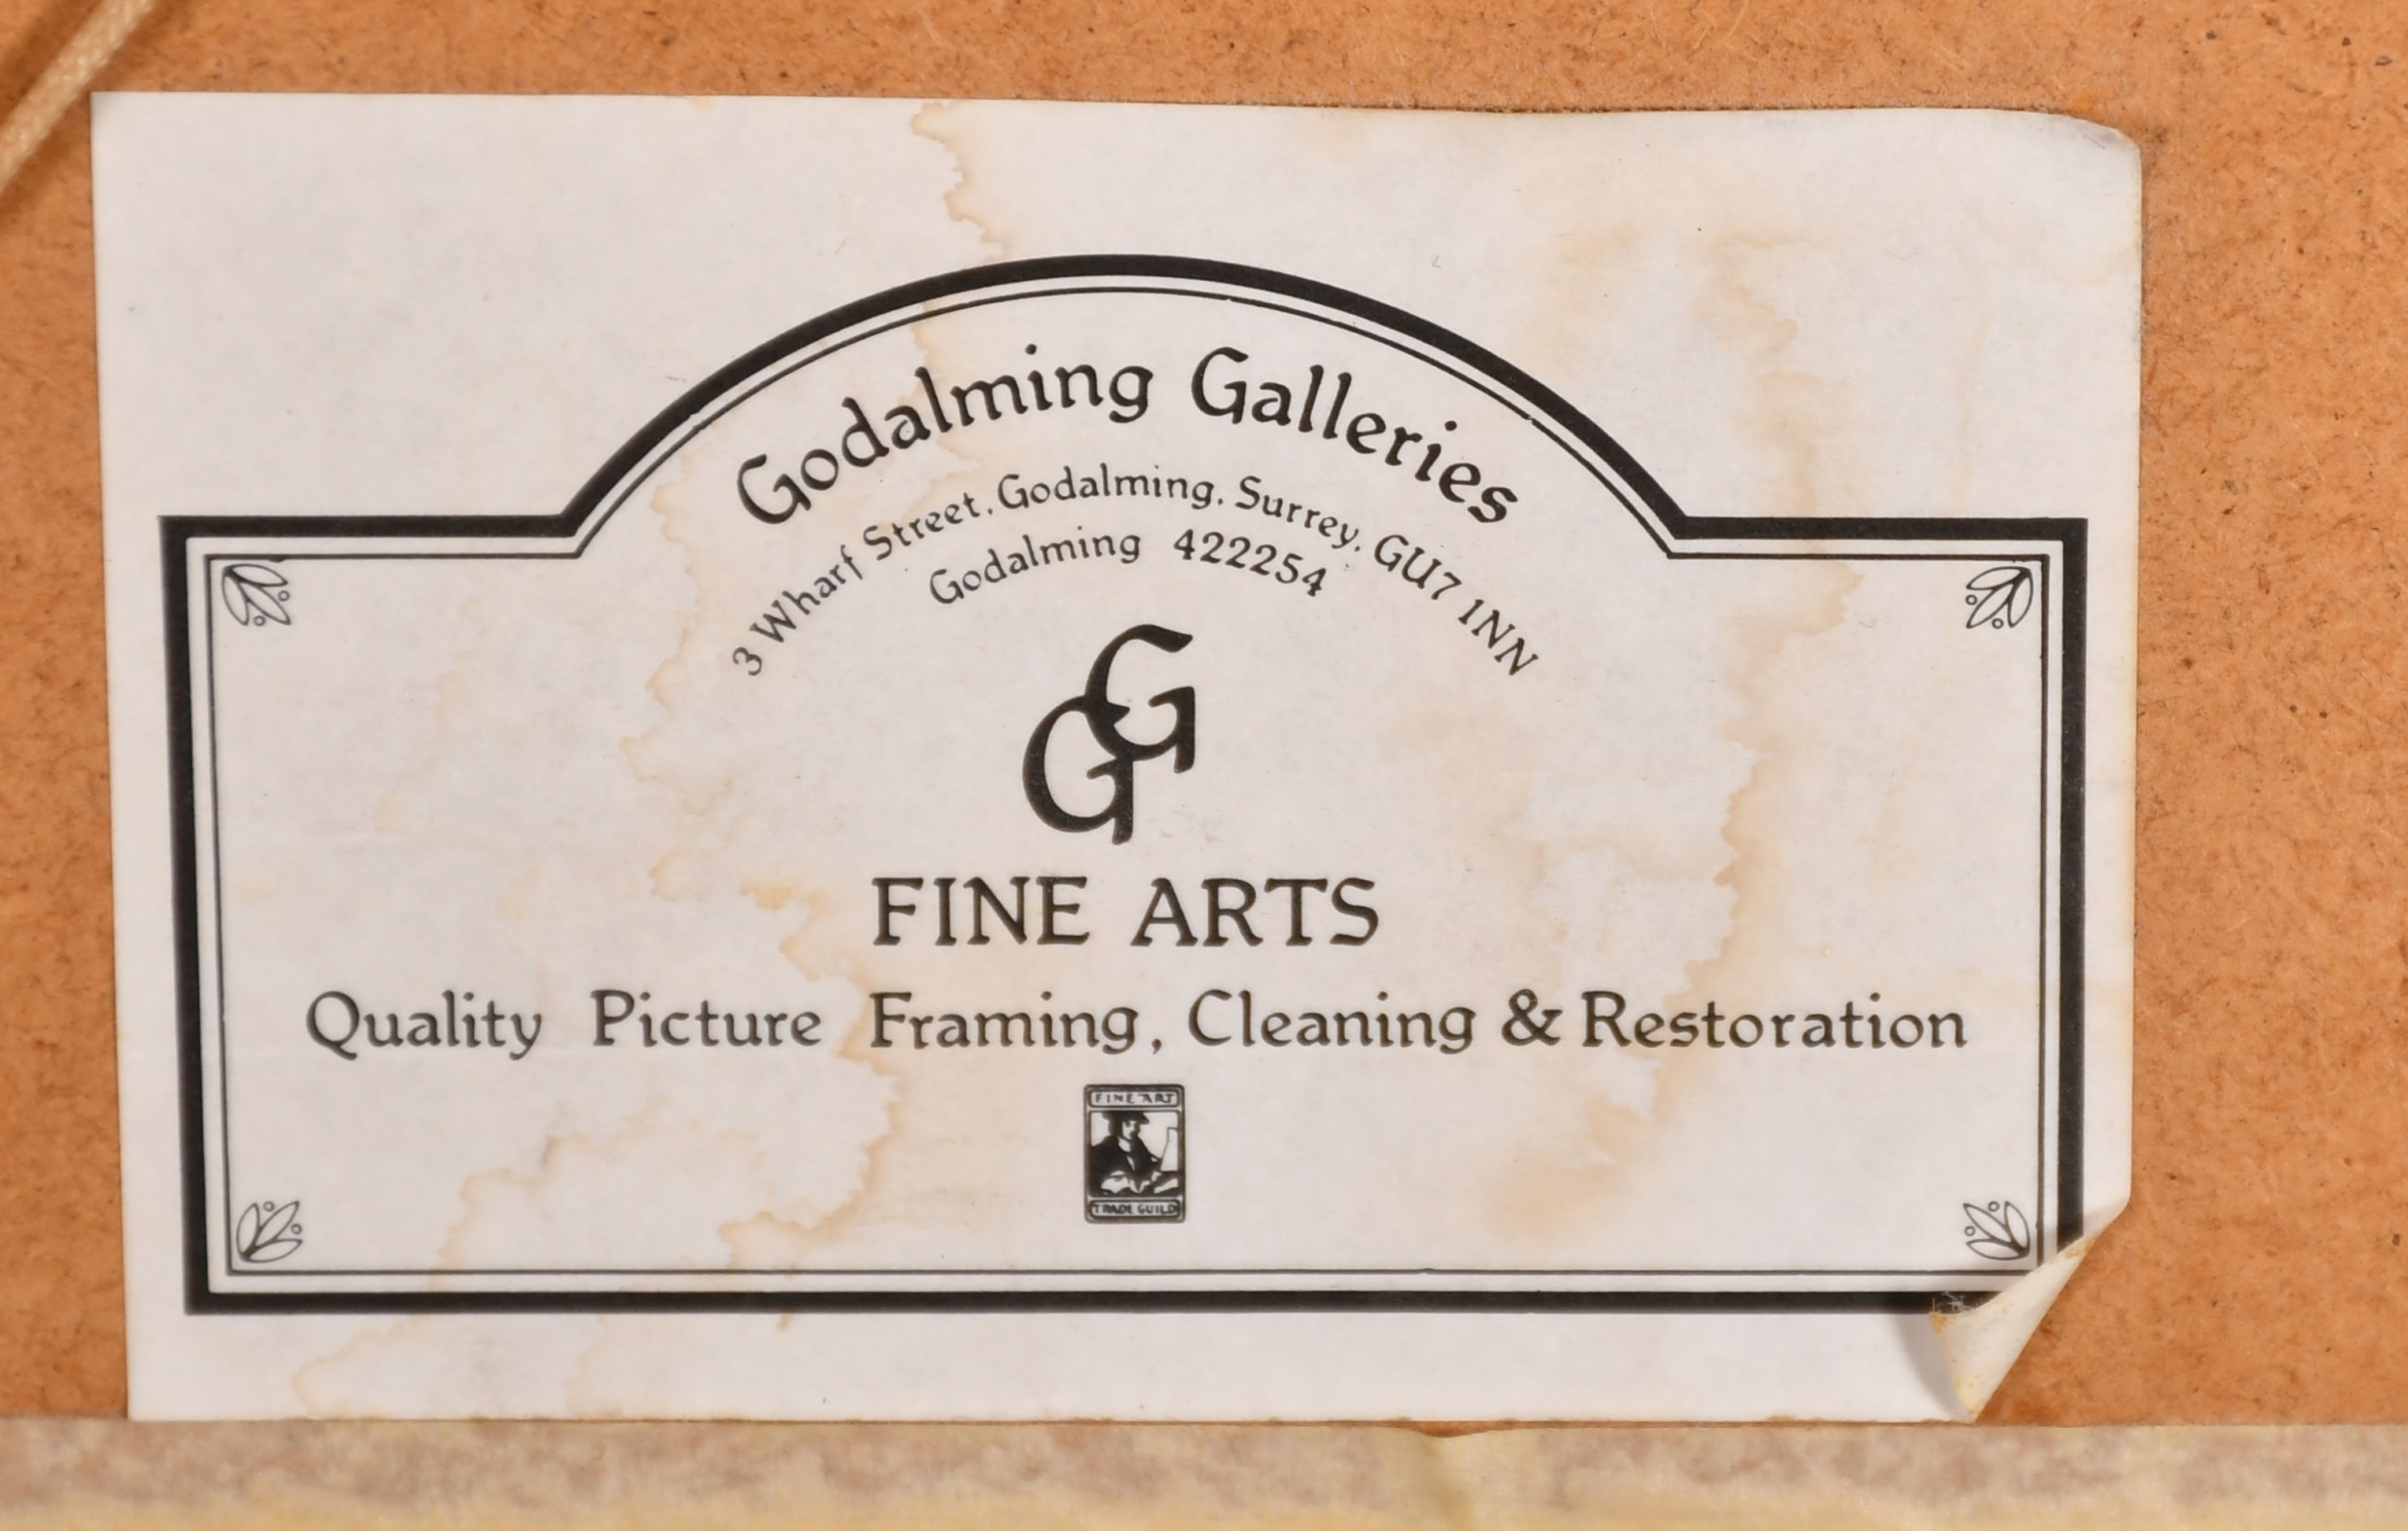 Godalming Galleries
3 Wharf Street, Godalming, Surrey, GU7 1NN
Godalming 422254
GG
FINE ARTS
Quality Picture Framing, Cleaning & Restoration
FINE ART
TRADE GUILD